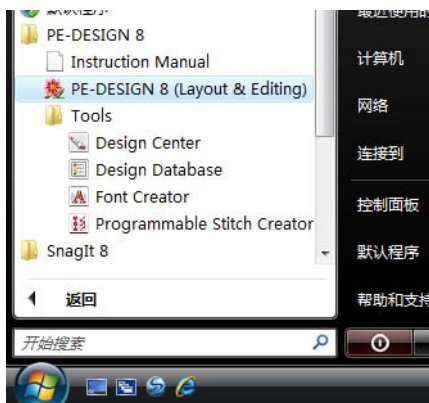 PE-DESIGN 8
Instruction Manual
PE-DESIGN 8 (Layout & Editing)
Tools
Design Center
Design Database
Font Creator
Programmable Stitch Creator
SnagIt 8
返回
开始搜索
计算机
网络
连接到
控制面板
默认程序
帮助和支持